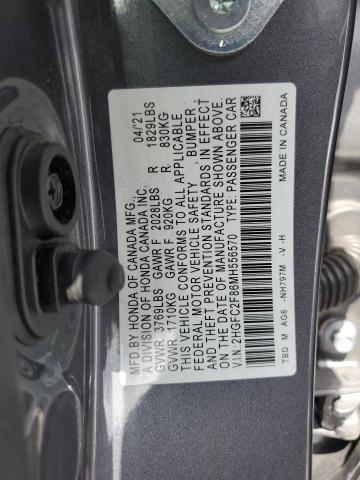 MFD BY HONDA OF CANADA MFG. 04/'21
A DIVISION OF HONDA CANADA INC.
GVWR 3769LBS GAWR F 2028LBS R 1829LBS
GVWR 1710KG GAWR F 920KG R 830KG
THIS VEHICLE CONFORMS TO ALL APPLICABLE
FEDERAL MOTOR VEHICLE SAFETY , BUMPER,
AND THEFT PREVENTION STANDARDS IN EFFECT
ON THE DATE OF MANUFACTURE SHOWN ABOVE.
V.I.N: 2HGFC2F86MH556570 TYPE: PASSENGER CAR
TBD M AG6 -NH797M -V -H MADE IN CANADA